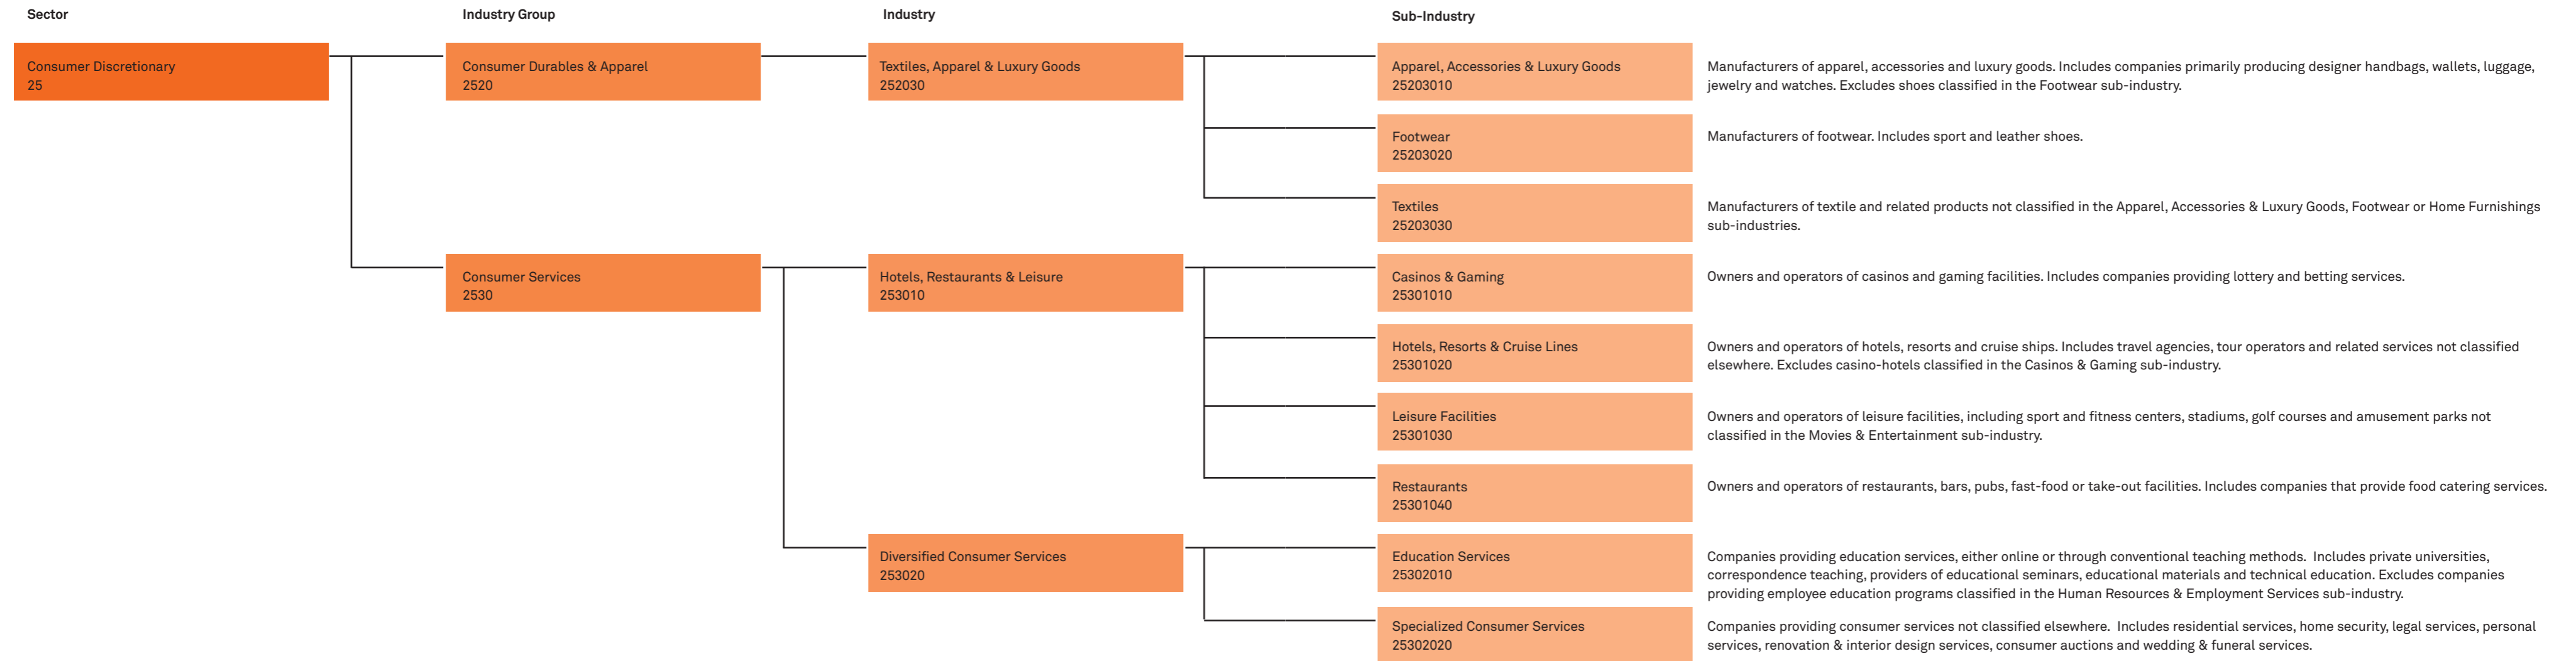 Sector
Industry Group
Industry
Sub-Industry
Consumer Discretionary
25
Consumer Durables & Apparel
2520
Textiles, Apparel & Luxury Goods
252030
Apparel, Accessories & Luxury Goods
25203010
Manufacturers of apparel, accessories and luxury goods. Includes companies primarily producing designer handbags, wallets, luggage,
jewelry and watches. Excludes shoes classified in the Footwear sub-industry.
Footwear
25203020
Manufacturers of footwear. Includes sport and leather shoes.
Textiles
25203030
Manufacturers of textile and related products not classified in the Apparel, Accessories & Luxury Goods, Footwear or Home Furnishings
sub-industries.
Consumer Services
2530
Hotels, Restaurants & Leisure
253010
Casinos & Gaming
25301010
Owners and operators of casinos and gaming facilities. Includes companies providing lottery and betting services.
Hotels, Resorts & Cruise Lines
25301020
Owners and operators of hotels, resorts and cruise ships. Includes travel agencies, tour operators and related services not classified
elsewhere. Excludes casino-hotels classified in the Casinos & Gaming sub-industry.
Leisure Facilities
25301030
Owners and operators of leisure facilities, including sport and fitness centers, stadiums, golf courses and amusement parks not
classified in the Movies & Entertainment sub-industry.
Restaurants
25301040
Owners and operators of restaurants, bars, pubs, fast-food or take-out facilities. Includes companies that provide food catering services.
Diversified Consumer Services
253020
Education Services
25302010
Companies providing education services, either online or through conventional teaching methods.  Includes private universities,
correspondence teaching, providers of educational seminars, educational materials and technical education. Excludes companies
providing employee education programs classified in the Human Resources & Employment Services sub-industry.
Specialized Consumer Services
25302020
Companies providing consumer services not classified elsewhere.  Includes residential services, home security, legal services, personal
services, renovation & interior design services, consumer auctions and wedding & funeral services.